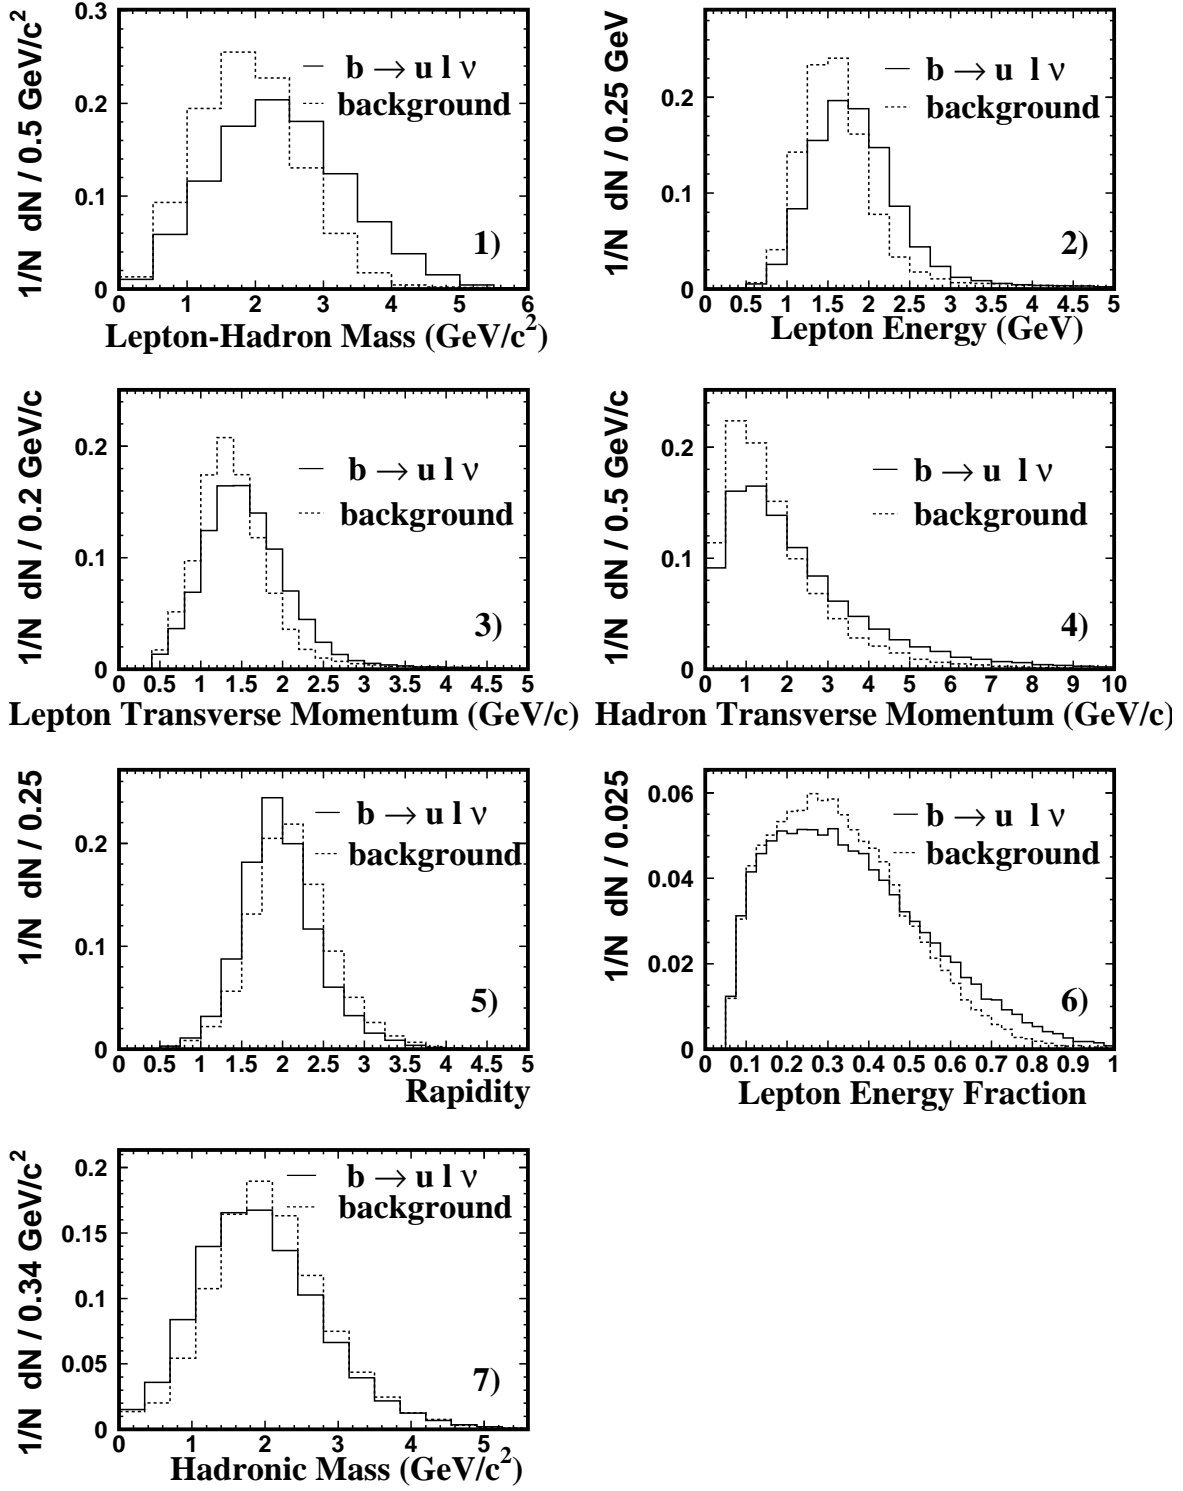 1/N dN / 0.5 GeV/c²
0.3
0.2
0.1
0
b → u l ν
background
1)
0 1 2 3 4 5 6
Lepton-Hadron Mass (GeV/c²)
1/N dN / 0.25 GeV
0.2
0.1
0
b → u l ν
background
2)
0 0.5 1 1.5 2 2.5 3 3.5 4 4.5 5
Lepton Energy (GeV)
1/N dN / 0.2 GeV/c
0.2
0.1
0
b → u l ν
background
3)
0 0.5 1 1.5 2 2.5 3 3.5 4 4.5 5
Lepton Transverse Momentum (GeV/c)
1/N dN / 0.5 GeV/c
0.2
0.1
0
b → u l ν
background
4)
0 1 2 3 4 5 6 7 8 9 10
Hadron Transverse Momentum (GeV/c)
1/N dN / 0.25
0.2
0.1
0
b → u l ν
background
5)
0 0.5 1 1.5 2 2.5 3 3.5 4 4.5 5
Rapidity
1/N dN / 0.025
0.06
0.04
0.02
0
b → u l ν
background
6)
0 0.1 0.2 0.3 0.4 0.5 0.6 0.7 0.8 0.9 1
Lepton Energy Fraction
1/N dN / 0.34 GeV/c²
0.2
0.15
0.1
0.05
0
b → u l ν
background
7)
0 1 2 3 4 5
Hadronic Mass (GeV/c²)